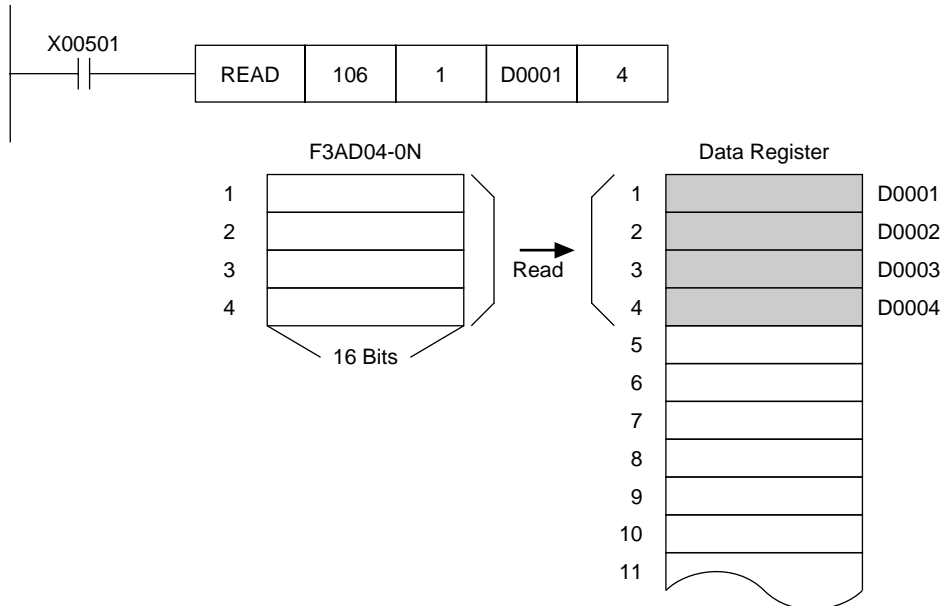 X00501
READ 106 1 D0001 4
F3AD04-0N Data Register
1 1 D0001
2 2 D0002
3 Read 3 D0003
4 4 D0004
5
16 Bits
6
7
8
9
10
11